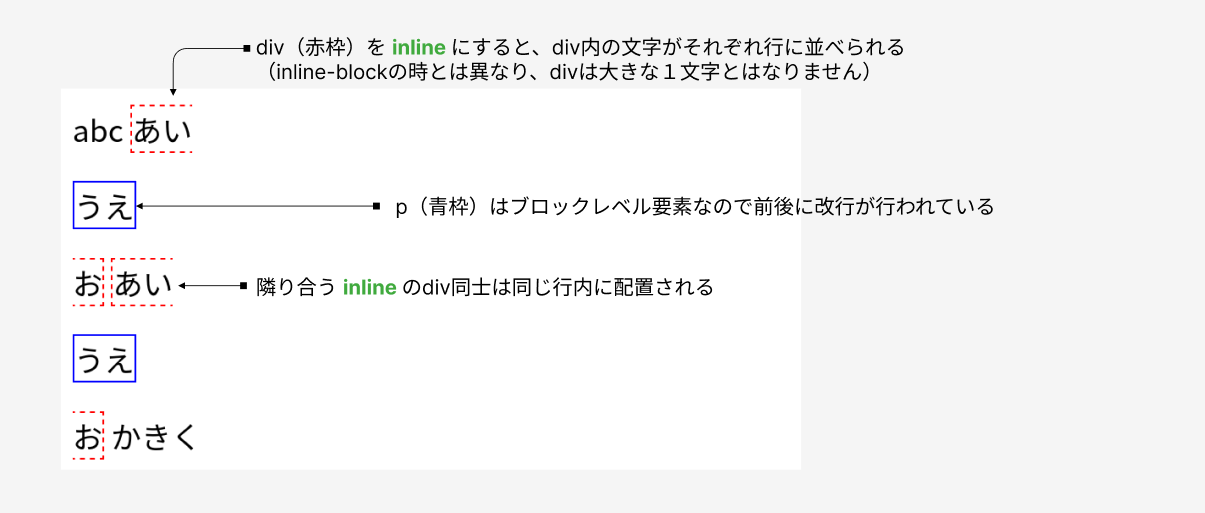 div（赤枠）を inline にすると、div内の文字がそれぞれ行に並べられる
（inline-blockの時とは異なり、divは大きな１文字とはなりません）
abc あい
うえ
p（青枠）はブロックレベル要素なので前後に改行が行われている
お あい
隣り合う inline のdiv同士は同じ行内に配置される
うえ
お かきく